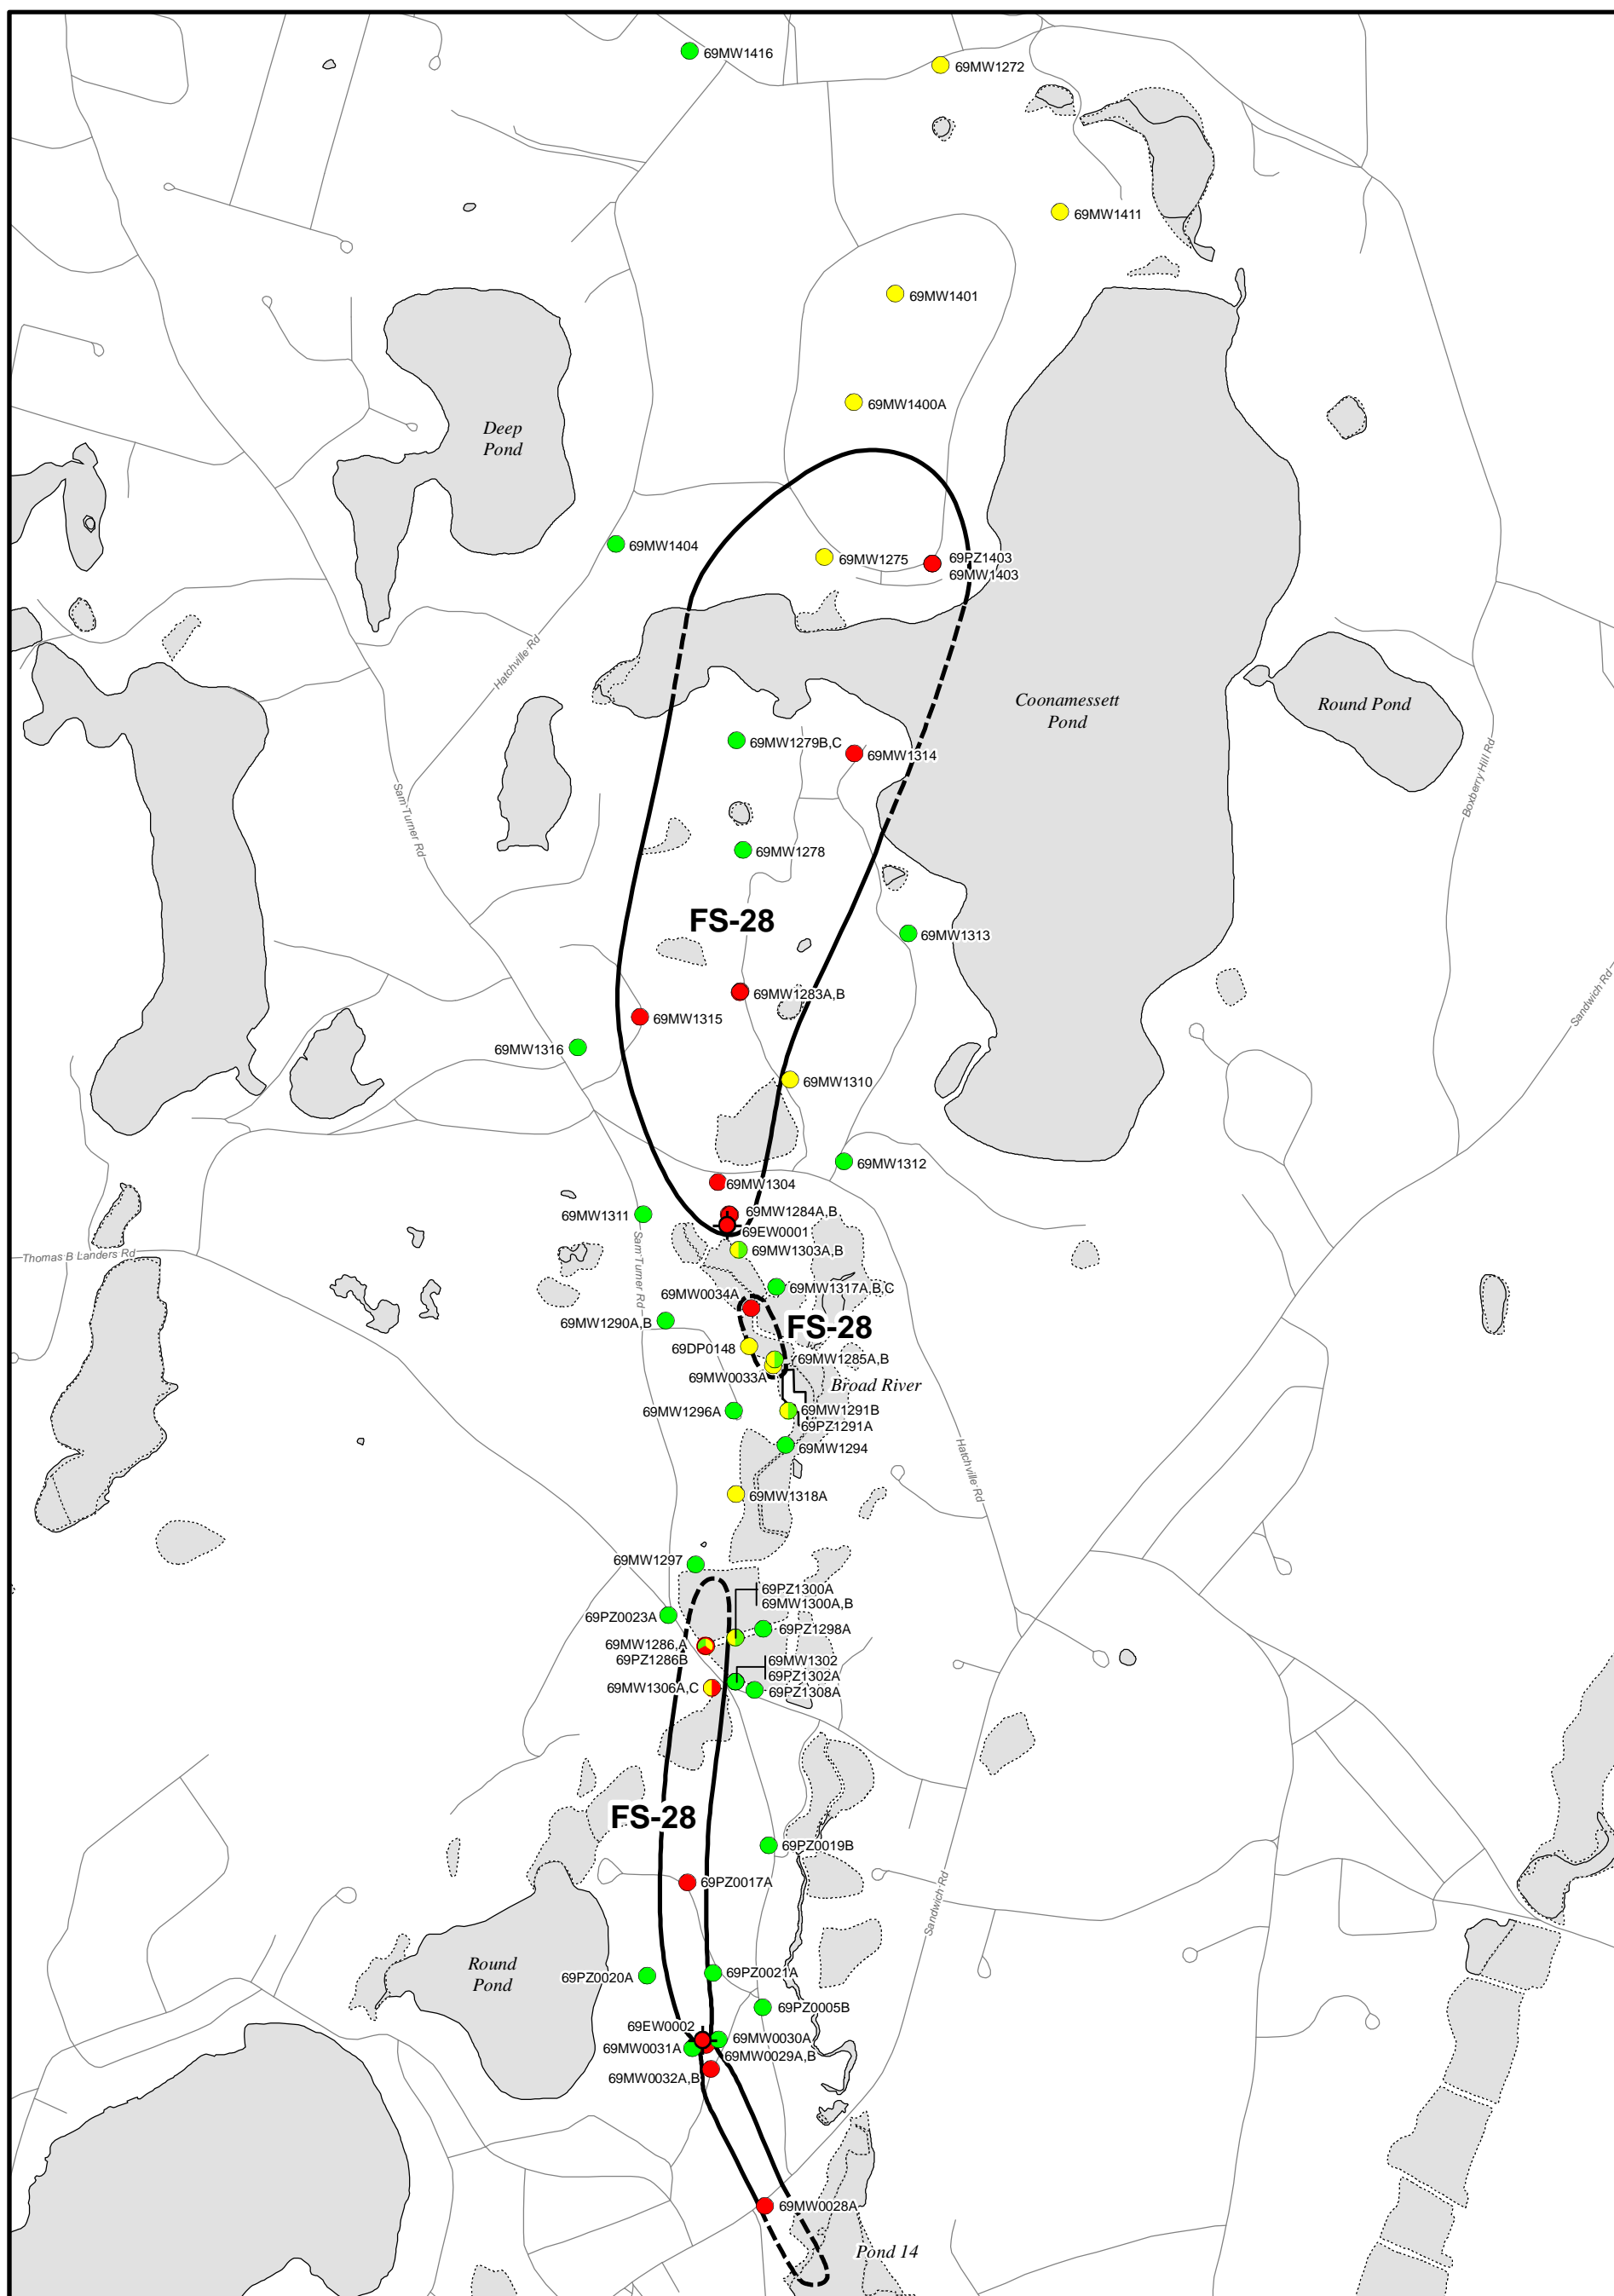 69MW1416
69MW1272
69MW1411
69MW1401
69MW1400A
Deep
Pond
69MW1404
69MW1275
69PZ1403
69MW1403
Hatchville Rd
Coonamessett
Pond
Round Pond
69MW1279B,C
69MW1314
Boxberry Hill Rd
Sam Turner Rd
69MW1278
FS-28
69MW1313
Sandwich Rd
69MW1283A,B
69MW1315
69MW1316
69MW1310
69MW1312
69MW1304
69MW1311
69MW1284A,B
69EW0001
Thomas B Landers Rd
Sam Turner Rd
69MW1303A,B
69MW1317A,B,C
69MW0034A
69MW1290A,B
FS-28
69DP0148
69MW1285A,B
69MW0033A
Broad River
69MW1296A
69MW1291B
69PZ1291A
69MW1294
Hatchville Rd
69MW1318A
69MW1297
69PZ1300A
69MW1300A,B
69PZ0023A
69PZ1298A
69MW1286,A
69PZ1286B
69MW1302
69PZ1302A
69MW1306A,C
69PZ1308A
FS-28
69PZ0019B
69PZ0017A
Sandwich Rd
Round
Pond
69PZ0020A
69PZ0021A
69PZ0005B
69EW0002
69MW0030A
69MW0031A
69MW0029A,B
69MW0032A,B
69MW0028A
Pond 14